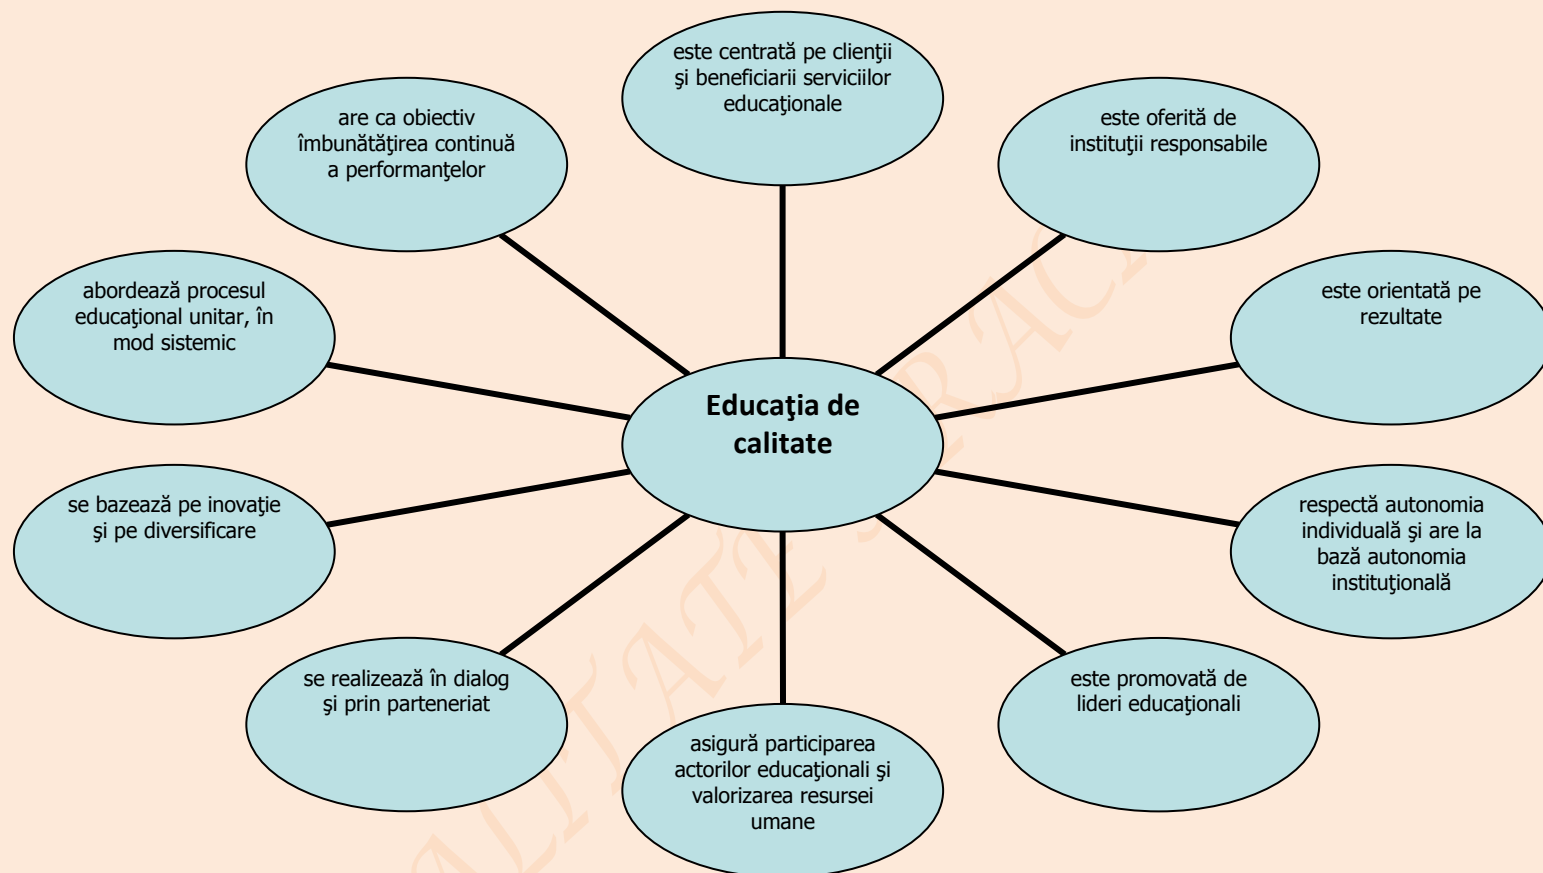 este centrată pe clienţii
şi beneficiarii serviciilor
educaţionale
este oferită de
instituţii responsabile
este orientată pe
rezultate
respectă autonomia
individuală şi are la
bază autonomia
instituţională
este promovată de
lideri educaţionali
asigură participarea
actorilor educaţionali şi
valorizarea resursei
umane
se realizează în dialog
şi prin parteneriat
se bazează pe inovaţie
şi pe diversificare
abordează procesul
educaţional unitar, în
mod sistemic
are ca obiectiv
îmbunătăţirea continuă
a performanţelor
Educaţia de
calitate